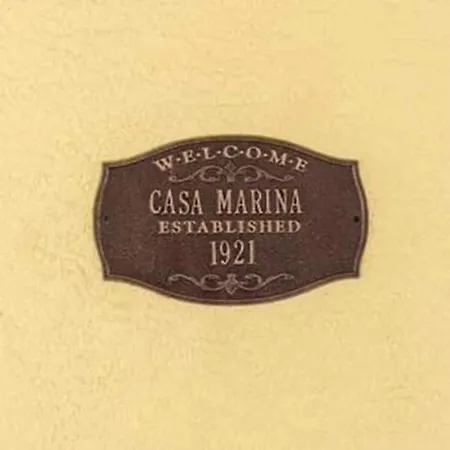 W•E•L•C•O•M•E
CASA MARINA
ESTABLISHED
1921